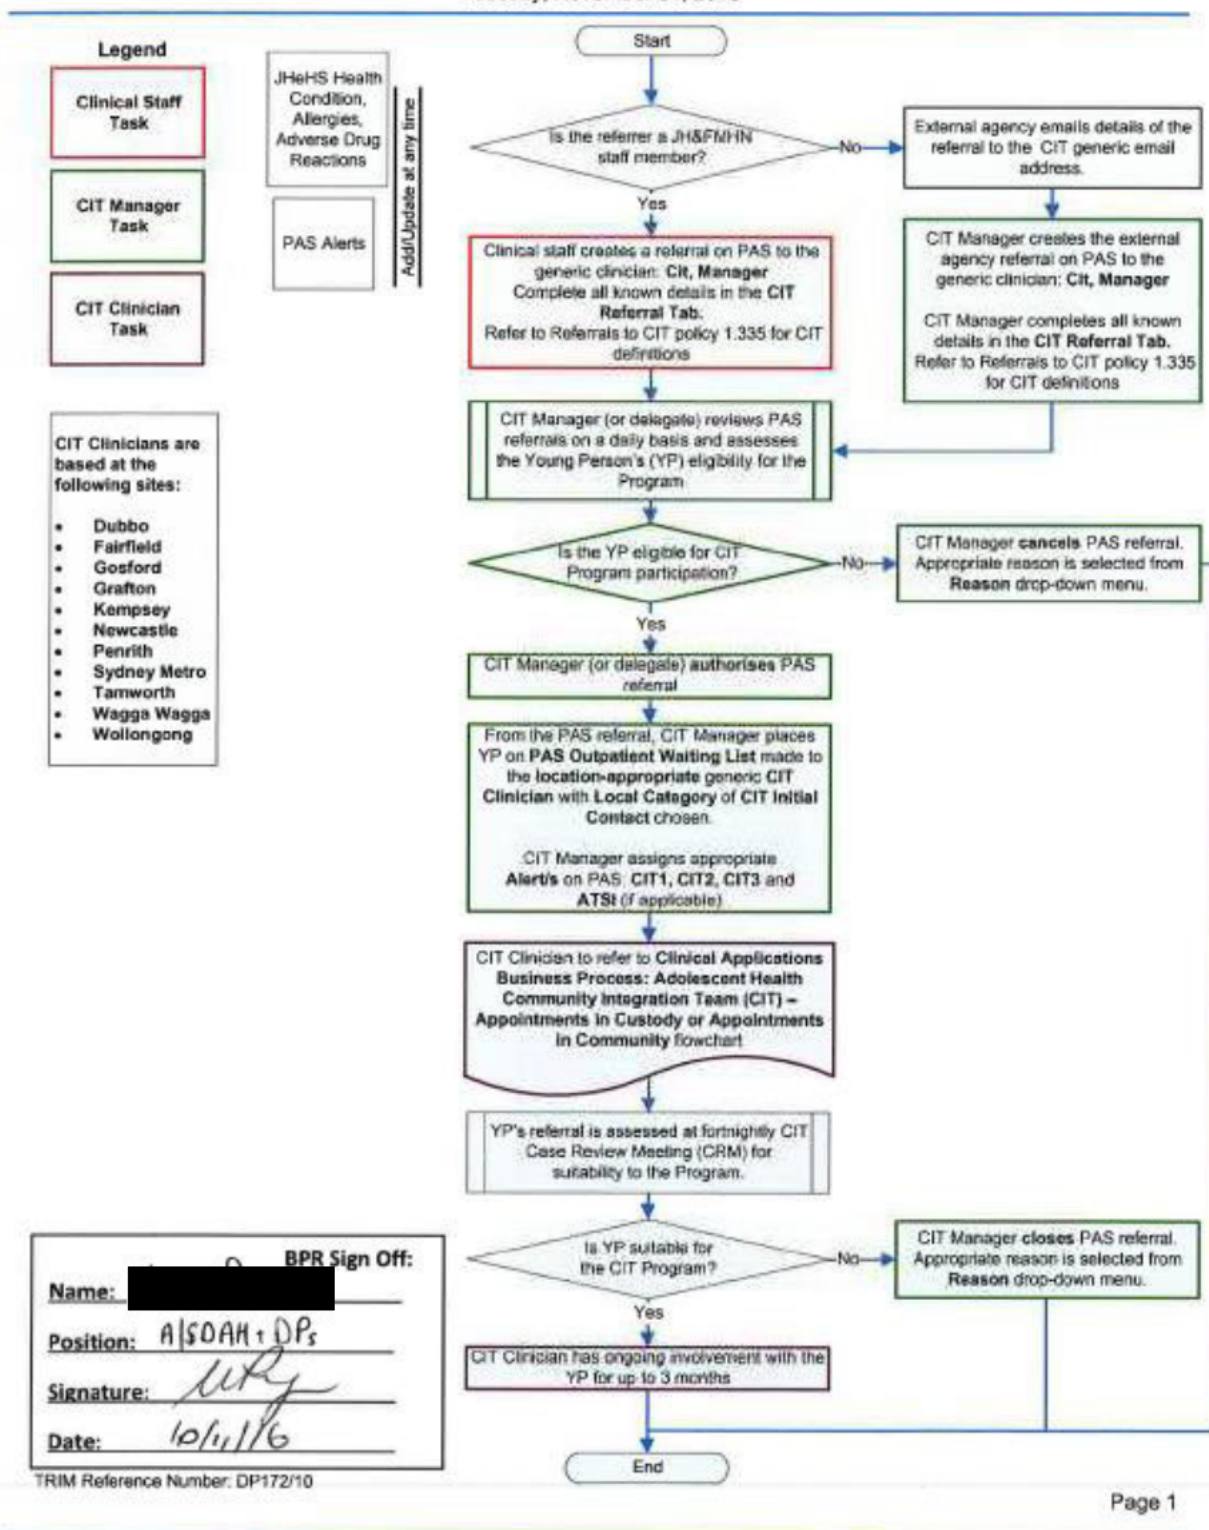 Legend
Clinical Staff
Task
CIT Manager
Task
CIT Clinician
Task
JHeHS Health
Condition,
Allergies,
Adverse Drug
Reactions
PAS Alerts
Add/Update at any time
CIT Clinicians are
based at the
following sites:
• Dubbo
• Fairfield
• Gosford
• Grafton
• Kempsey
• Newcastle
• Penrith
• Sydney Metro
• Tamworth
• Wagga Wagga
• Wollongong
Start
Is the referrer a JH&FMHN
staff member?
No
External agency emails details of the
referral to the CIT generic email
address.
Yes
Clinical staff creates a referral on PAS to the
generic clinician: Cit, Manager
Complete all known details in the CIT
Referral Tab.
Refer to Referrals to CIT policy 1.335 for CIT
definitions
CIT Manager creates the external
agency referral on PAS to the
generic clinician: Cit, Manager
CIT Manager completes all known
details in the CIT Referral Tab.
Refer to Referrals to CIT policy 1.335
for CIT definitions
CIT Manager (or delegate) reviews PAS
referrals on a daily basis and assesses
the Young Person's (YP) eligibility for the
Program
Is the YP eligible for CIT
Program participation?
No
CIT Manager cancels PAS referral.
Appropriate reason is selected from
Reason drop-down menu.
Yes
CIT Manager (or delegate) authorises PAS
referral
From the PAS referral, CIT Manager places
YP on PAS Outpatient Waiting List made to
the location-appropriate generic CIT
Clinician with Local Category of CIT Initial
Contact chosen.
CIT Manager assigns appropriate
Alert/s on PAS: CIT1, CIT2, CIT3 and
ATSI (if applicable)
CIT Clinician to refer to Clinical Applications
Business Process: Adolescent Health
Community Integration Team (CIT) –
Appointments in Custody or Appointments
in Community flowchart
YP's referral is assessed at fortnightly CIT
Case Review Meeting (CRM) for
suitability to the Program.
Is YP suitable for
the CIT Program?
No
CIT Manager closes PAS referral.
Appropriate reason is selected from
Reason drop-down menu.
Yes
CIT Clinician has ongoing involvement with the
YP for up to 3 months
End
BPR Sign Off:
Name:
Position: A/SDAH & DPs
Signature:
Date: 10/11/16
TRIM Reference Number: DP172/10
Page 1